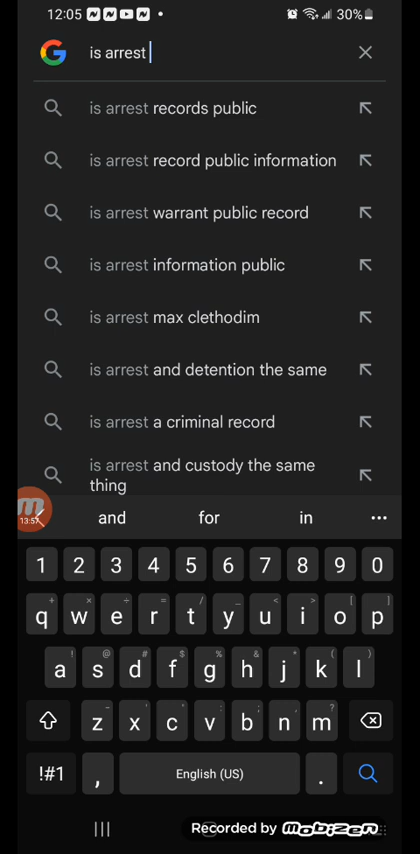 12:05 30%
is arrest
is arrest records public
is arrest record public information
is arrest warrant public record
is arrest information public
is arrest max clethodim
is arrest and detention the same
is arrest a criminal record
is arrest and custody the same
thing
13:57
and for in •••
1 2 3 4 5 6 7 8 9 0
+ × ÷ = / _ < > [ ]
q w e r t y u i o p
! @ # $ % & * ( )
a s d f g h j k l
- ' " : ; , ?
z x c v b n m
!#1 , English (US) .
Recorded by mobizen